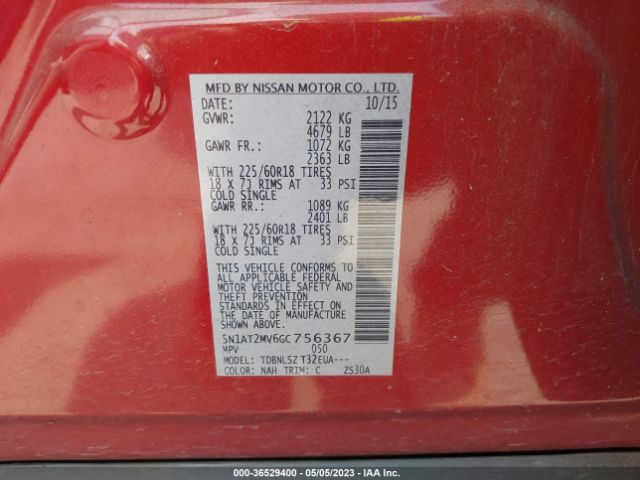 MFD BY NISSAN MOTOR CO., LTD.
DATE: 10/15
GVWR: 2122 KG
4679 LB
GAWR FR.: 1072 KG
2363 LB
WITH 225/60R18 TIRES
18 X 7J RIMS AT 33 PSI
COLD SINGLE
GAWR RR.: 1089 KG
2401 LB
WITH 225/60R18 TIRES
18 X 7J RIMS AT 33 PSI
COLD SINGLE
THIS VEHICLE CONFORMS TO
ALL APPLICABLE FEDERAL
MOTOR VEHICLE SAFETY AND
THEFT PREVENTION
STANDARDS IN EFFECT ON
THE DATE OF MANUFACTURE
SHOWN ABOVE.
5N1AT2MV6GC756367
MPV 050
MODEL: TDBNLSZ T32EUA---
COLOR: NAH TRIM: C ZS30A
000-36529400 - 05/05/2023 - © IAA Inc.